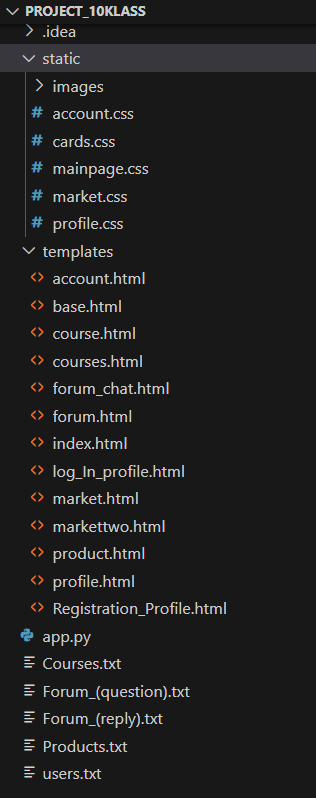 PROJECT_10KLASS
.idea
static
images
account.css
cards.css
mainpage.css
market.css
profile.css
templates
account.html
base.html
course.html
courses.html
forum_chat.html
forum.html
index.html
log_In_profile.html
market.html
markettwo.html
product.html
profile.html
Registration_Profile.html
app.py
Courses.txt
Forum_(question).txt
Forum_(reply).txt
Products.txt
users.txt